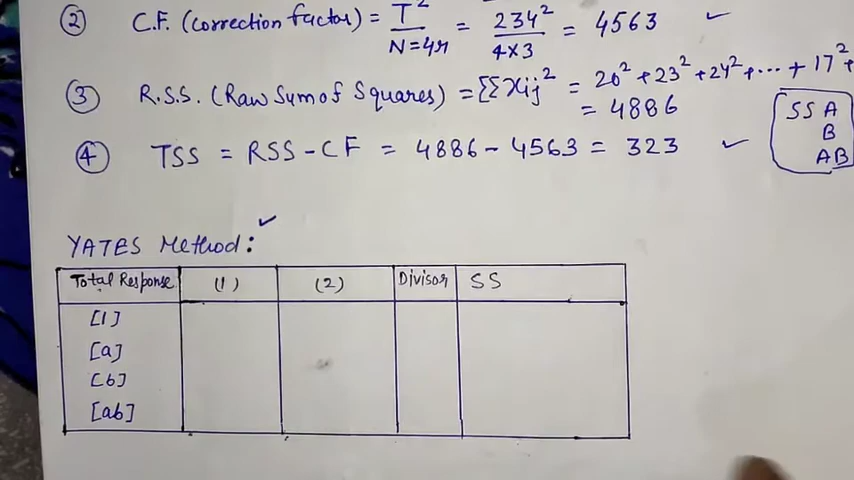 ② C.F. (correction factor) = T² / N=4r = 234² / 4×3 = 4563 ✓
③ R.S.S. (Raw Sum of Squares) = ΣΣxij² = 20² + 23² + 24² + ... + 17² +
= 4886
SS A
B
AB
④ TSS = RSS - CF = 4886 - 4563 = 323 ✓
YATES Method: ✓
Total Response (1) (2) Divisor SS
[1]
[a]
[b]
[ab]